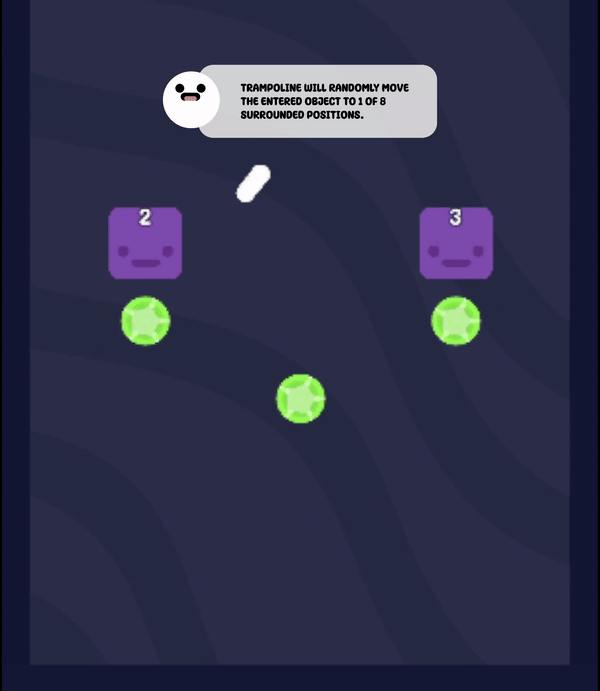 TRAMPOLINE WILL RANDOMLY MOVE
THE ENTERED OBJECT TO 1 OF 8
SURROUNDED POSITIONS.
2
3